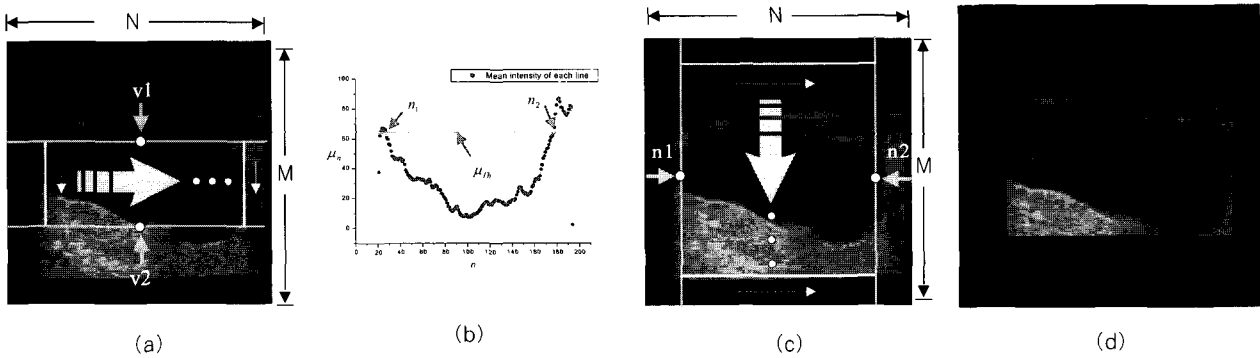 N
v1
M
v2
(a)
Mean intensity of each line
100
80
60
40
20
0
μn
n1
n2
μth
0 20 40 60 80 100 120 140 160 180 200
n
(b)
N
n1
n2
M
(c)
(d)